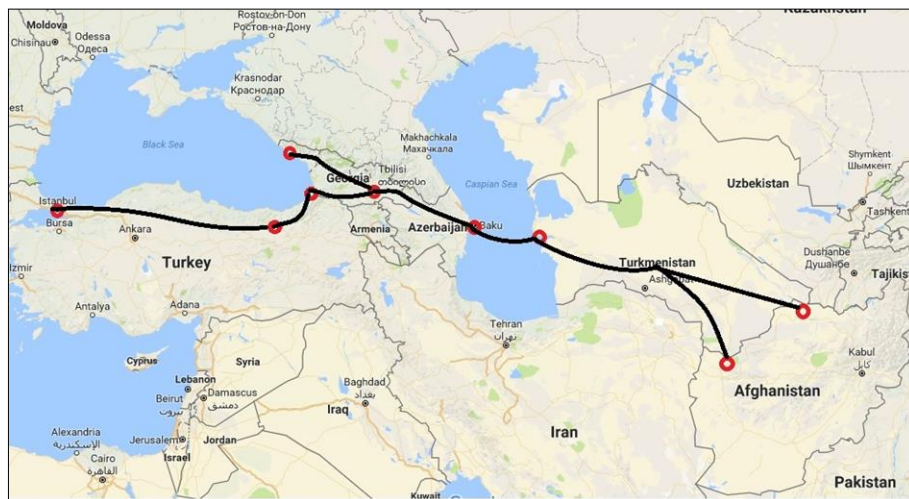 Kazakhstan
Moldova
Rostov-on-Don
Ростов-на-Дону
Chisinau
Odessa
Одеса
Krasnodar
Краснодар
Makhachkala
Махачкала
Black Sea
Caspian Sea
Georgia
Tbilisi
თბილისი
Shymkent
Шымкент
Uzbekistan
Tashkent
Istanbul
Bursa
Ankara
Armenia
Azerbaijan
Baku
Turkmenistan
Dushanbe
Душанбе
Izmir
Turkey
Antalya
Adana
Tehran
تهران
Kabul
کابل
Cyprus
Syria
Afghanistan
Lebanon
Beirut
بيروت
Damascus
دمشق
Baghdad
بغداد
Iraq
Iran
Alexandria
الإسكندرية
Jerusalem
Israel
Jordan
Cairo
القاهرة
Kuwait
Pakistan